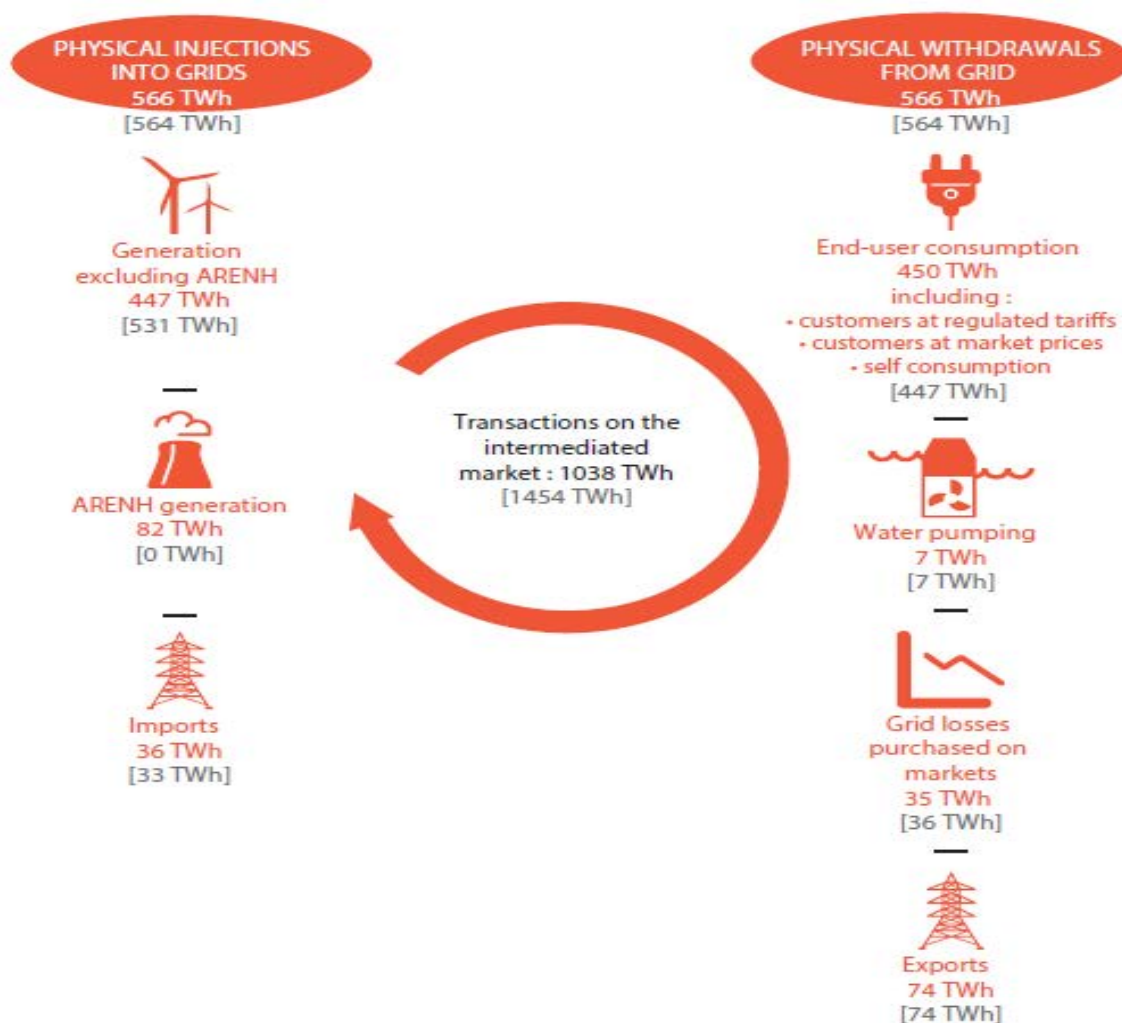 PHYSICAL INJECTIONS
INTO GRIDS
566 TWh
[564 TWh]
Generation
excluding ARENH
447 TWh
[531 TWh]
ARENH generation
82 TWh
[0 TWh]
Imports
36 TWh
[33 TWh]
Transactions on the
intermediated
market : 1038 TWh
[1454 TWh]
PHYSICAL WITHDRAWALS
FROM GRID
566 TWh
[564 TWh]
End-user consumption
450 TWh
including :
• customers at regulated tariffs
• customers at market prices
• self consumption
[447 TWh]
Water pumping
7 TWh
[7 TWh]
Grid losses
purchased on
markets
35 TWh
[36 TWh]
Exports
74 TWh
[74 TWh]